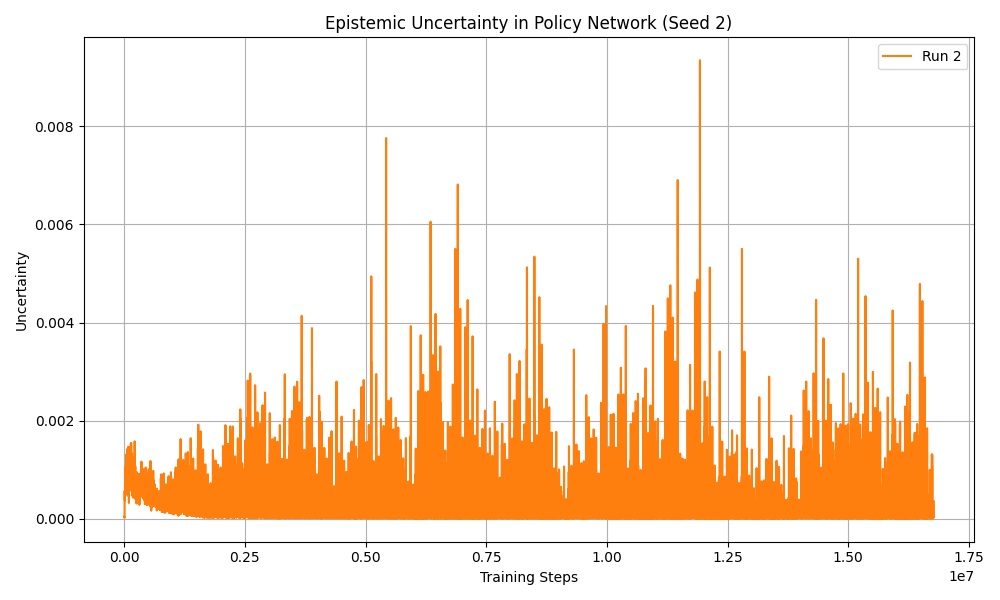 Epistemic Uncertainty in Policy Network (Seed 2)
Run 2
Uncertainty
0.008
0.006
0.004
0.002
0.000
0.00 0.25 0.50 0.75 1.00 1.25 1.50 1.75
1e7
Training Steps